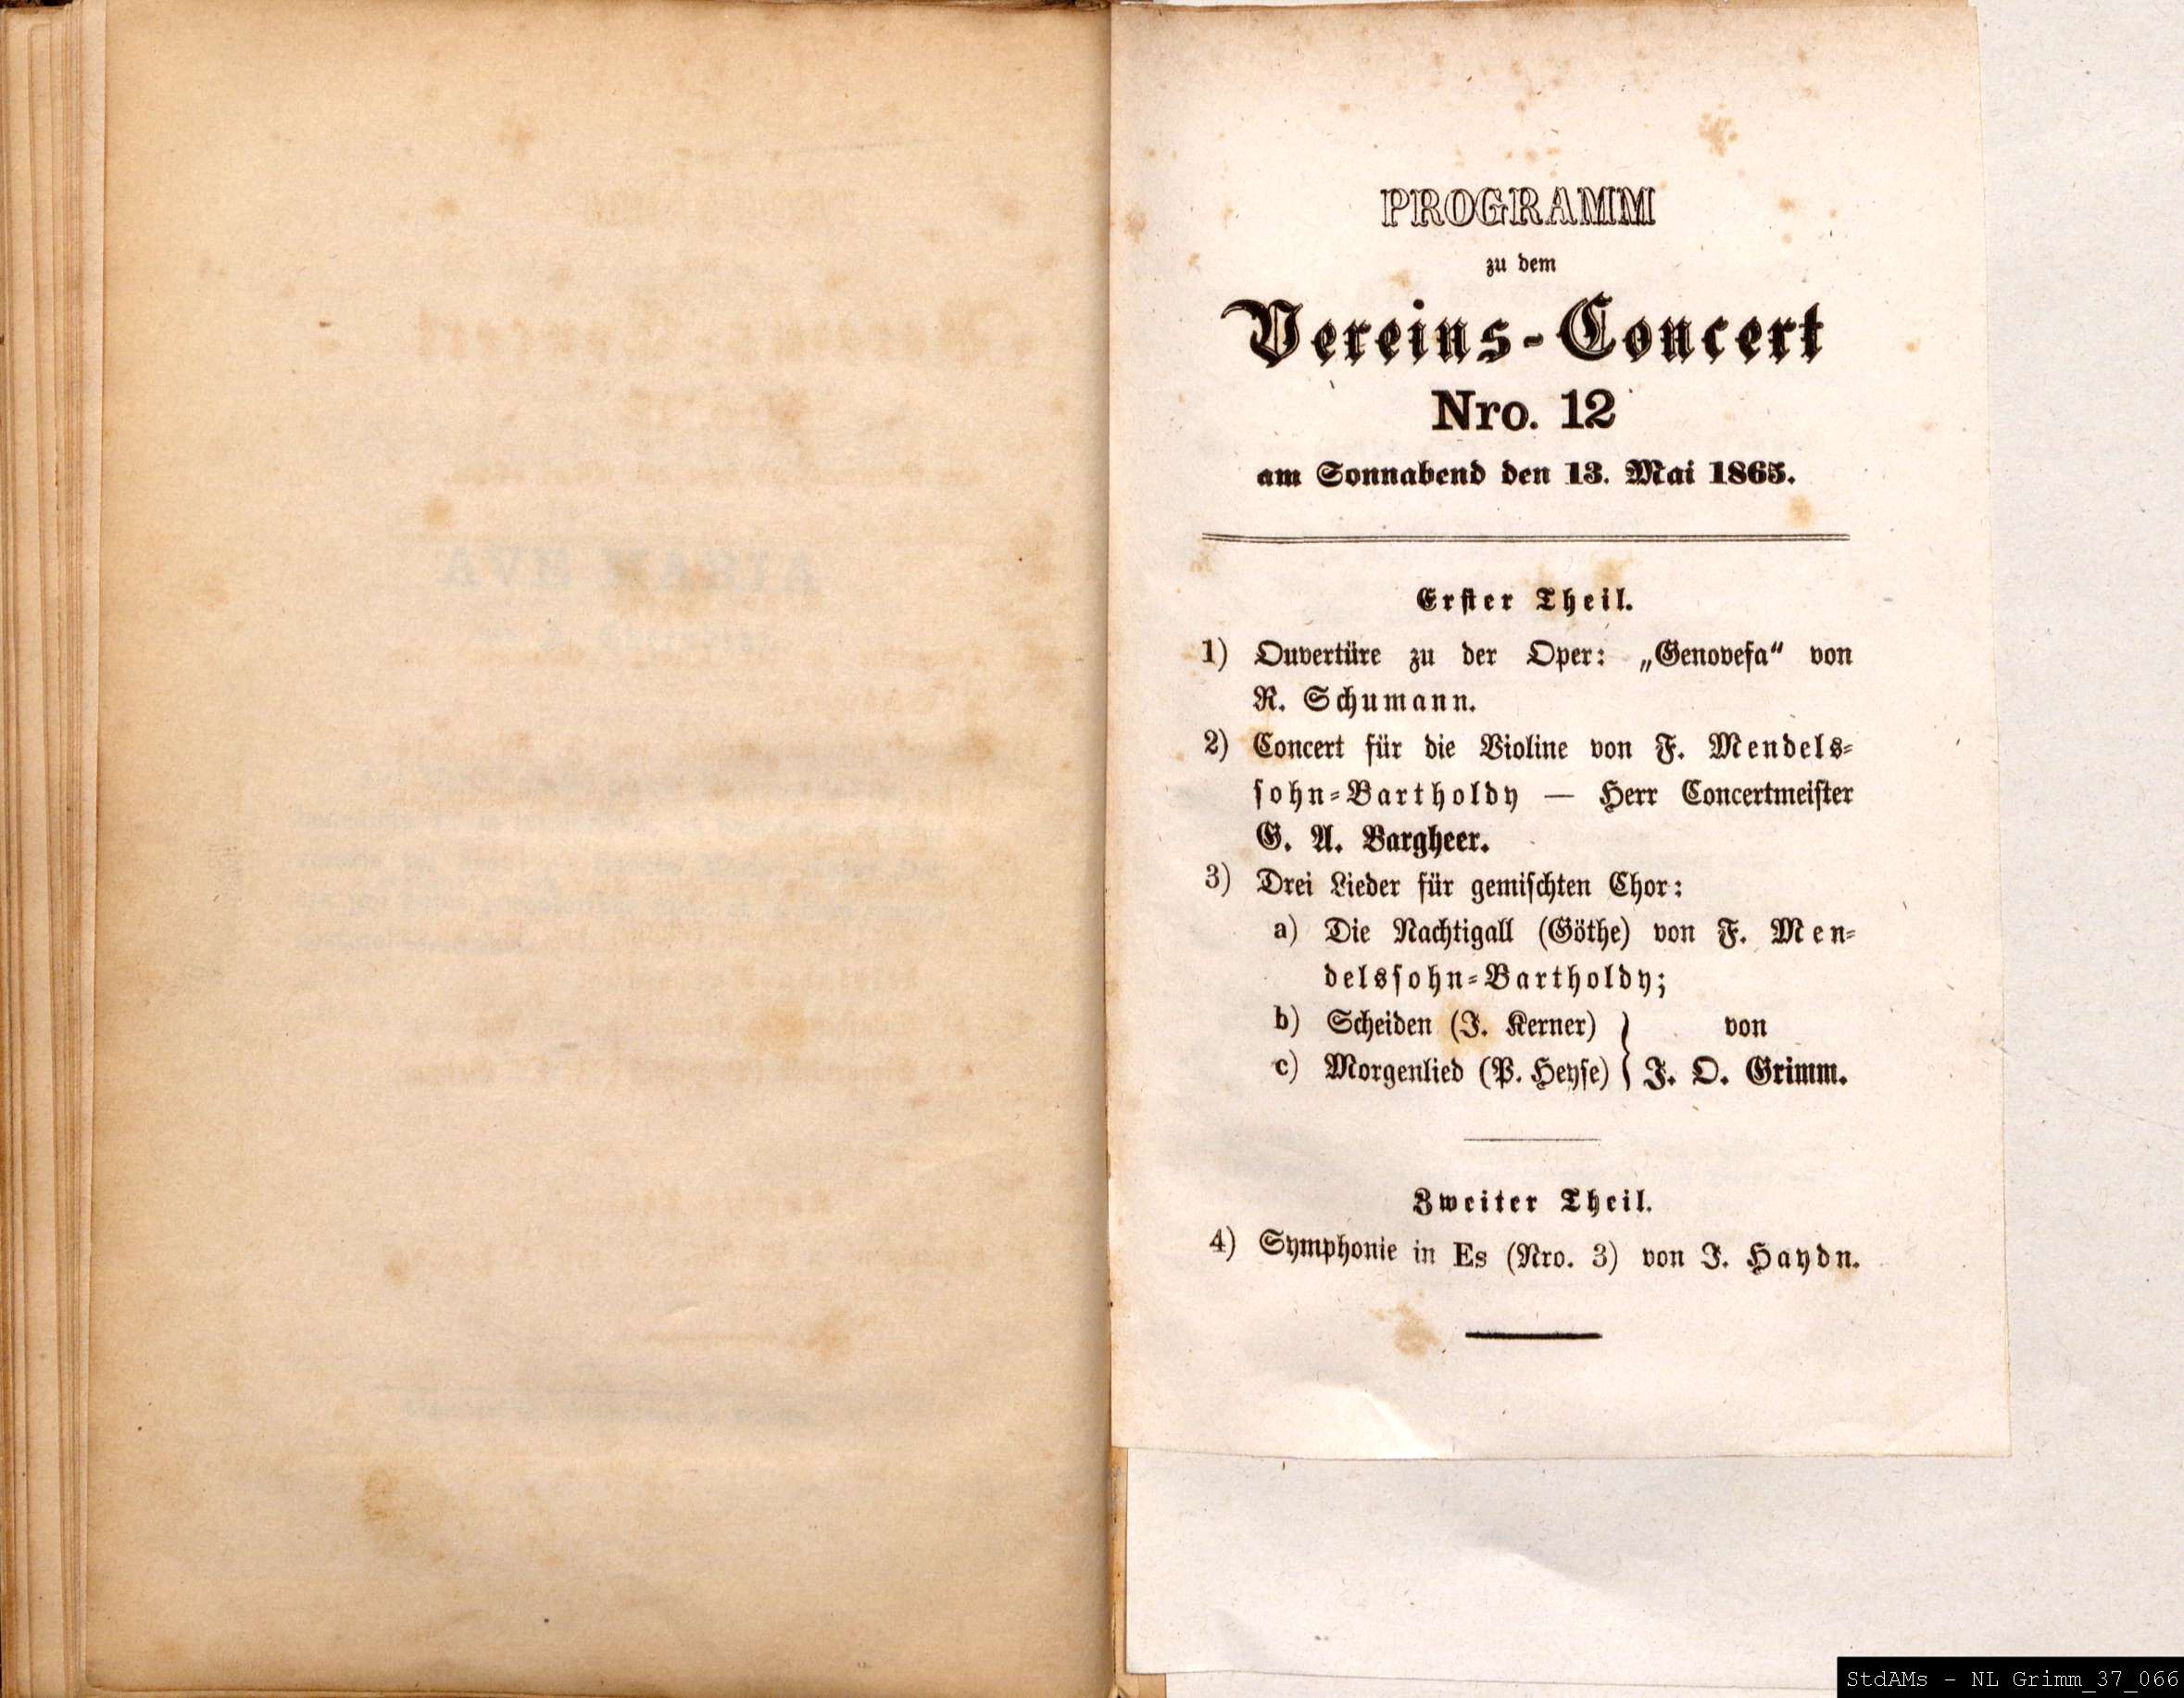 AVE MARIA
PROGRAMM
zu dem
Vereins-Concert
Nro. 12
am Sonnabend den 13. Mai 1865.
Erster Theil.
1) Ouvertüre zu der Oper: „Genovefa“ von
R. Schumann.
2) Concert für die Violine von F. Mendels-
sohn-Bartholdy — Herr Concertmeister
G. A. Bargheer.
3) Drei Lieder für gemischten Chor:
a) Die Nachtigall (Göthe) von F. Men-
delssohn-Bartholdy;
b) Scheiden (J. Kerner) } von
c) Morgenlied (P. Heyse) } J. O. Grimm.
Zweiter Theil.
4) Symphonie in Es (Nro. 3) von J. Haydn.
StdAMs - NL Grimm_37_066